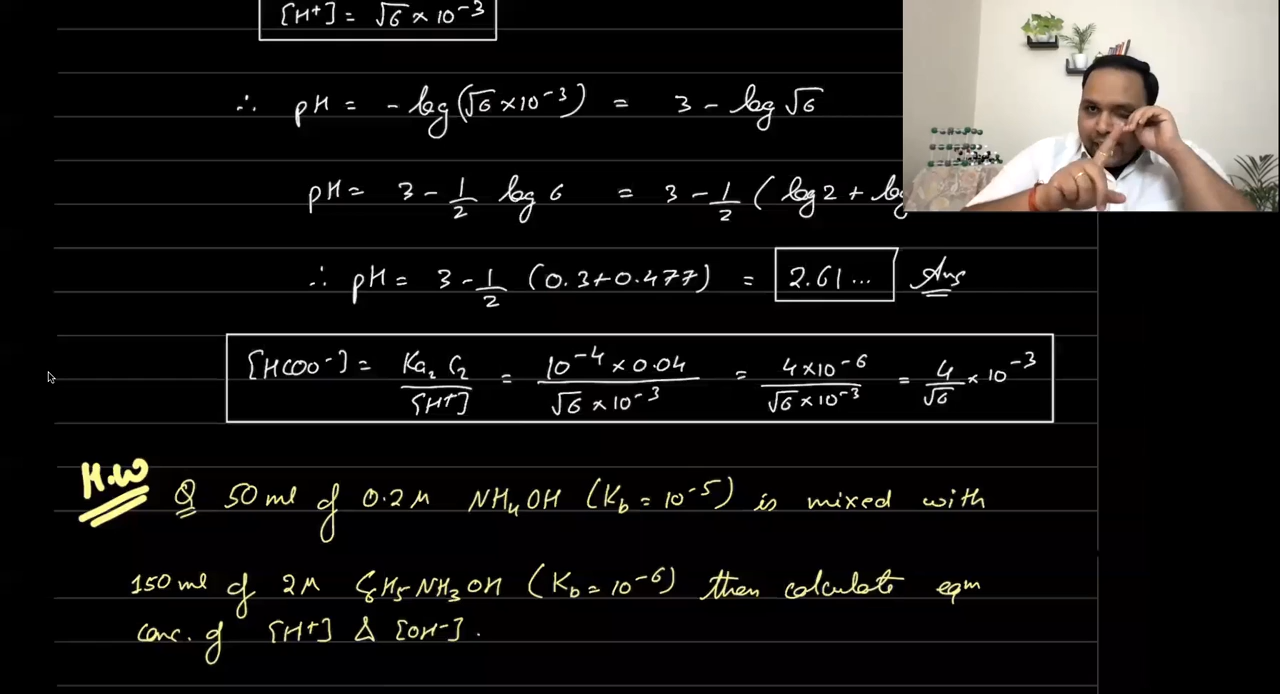 [H+] = √6 × 10⁻³
∴ pH = -log(√6 × 10⁻³) = 3 - log √6
pH = 3 - 1/2 log 6 = 3 - 1/2 (log 2 +
∴ pH = 3 - 1/2 (0.3 + 0.477) = 2.61... Ans
[HCOO⁻] = Ka₂ C₂ / [H+] = 10⁻⁴ × 0.04 / √6 × 10⁻³ = 4 × 10⁻⁶ / √6 × 10⁻³ = 4/√6 × 10⁻³
H.W
Q 50 ml of 0.2 M NH₄OH (Kb = 10⁻⁵) is mixed with
150 ml of 2 M C₆H₅NH₃OH (Kb = 10⁻⁶) then calculate eqm
conc. of [H+] & [OH⁻].